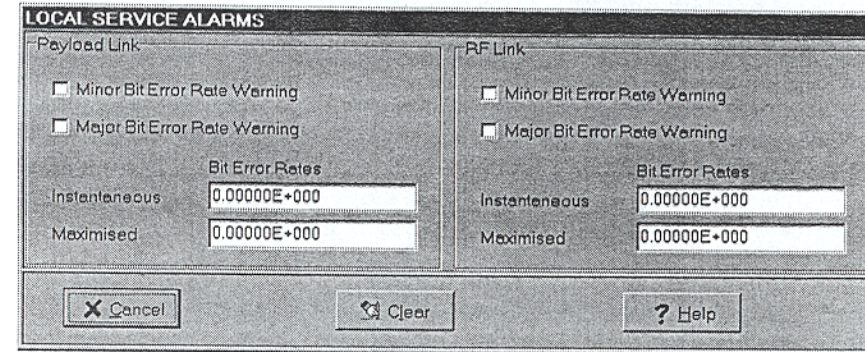 LOCAL SERVICE ALARMS
Payload Link
Minor Bit Error Rate Warning
Major Bit Error Rate Warning
Bit Error Rates
Instantaneous 0.00000E+000
Maximised 0.00000E+000
RF Link
Minor Bit Error Rate Warning
Major Bit Error Rate Warning
Bit Error Rates
Instantaneous 0.00000E+000
Maximised 0.00000E+000
Cancel
Clear
? Help